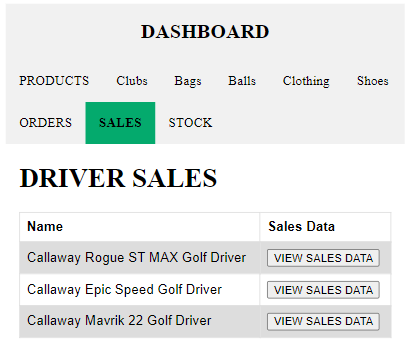 DASHBOARD
PRODUCTS Clubs Bags Balls Clothing Shoes
ORDERS SALES STOCK
DRIVER SALES
Name Sales Data
Callaway Rogue ST MAX Golf Driver VIEW SALES DATA
Callaway Epic Speed Golf Driver VIEW SALES DATA
Callaway Mavrik 22 Golf Driver VIEW SALES DATA